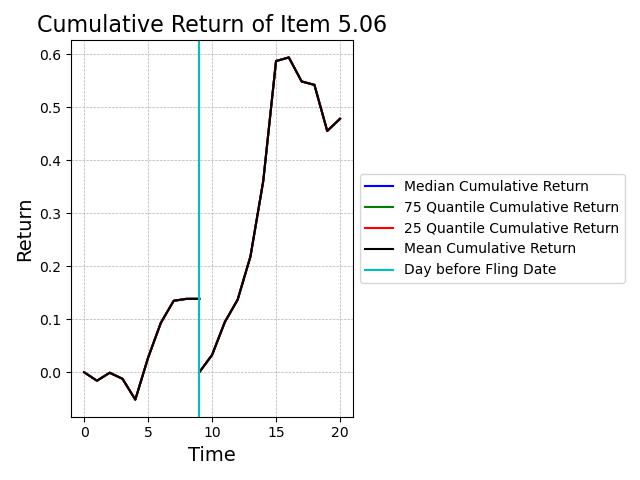 Cumulative Return of Item 5.06
0.6
0.5
0.4
0.3
0.2
0.1
0.0
Return
0 5 10 15 20
Time
Median Cumulative Return
75 Quantile Cumulative Return
25 Quantile Cumulative Return
Mean Cumulative Return
Day before Fling Date